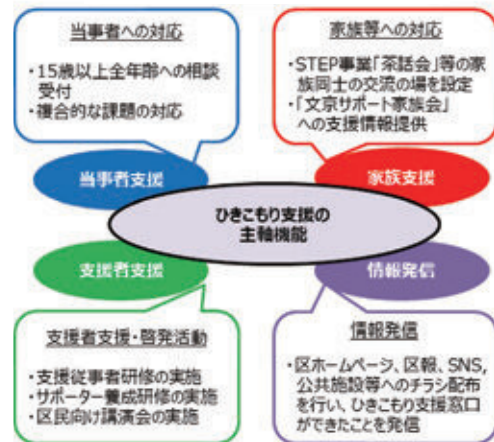 当事者への対応
・15歳以上全年齢への相談
受付
・複合的な課題の対応
家族等への対応
・STEP事業「茶話会」等の家
族同士の交流の場を設定
・「文京サポート家族会」
への支援情報提供
当事者支援
家族支援
ひきこもり支援の
主軸機能
支援者支援
情報発信
支援者支援・啓発活動
・支援従事者研修の実施
・サポーター養成研修の実施
・区民向け講演会の実施
情報発信
・区ホームページ、区報、SNS,
公共施設等へのチラシ配布
を行い、ひきこもり支援窓口
ができたことを発信